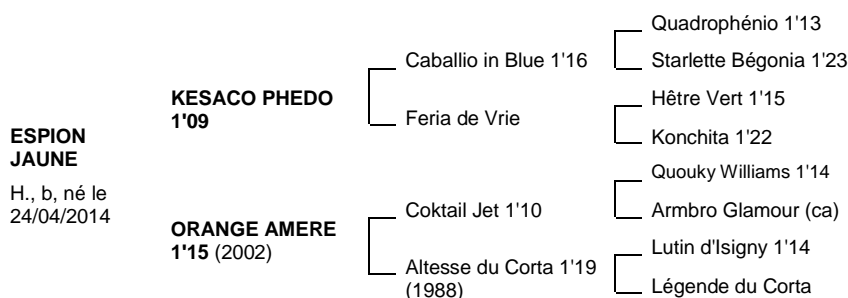 ESPION
JAUNE
H., b, né le
24/04/2014
KESACO PHEDO
1'09
ORANGE AMERE
1'15 (2002)
Caballio in Blue 1'16
Feria de Vrie
Coktail Jet 1'10
Altesse du Corta 1'19
(1988)
Quadrophénio 1'13
Starlette Bégonia 1'23
Hêtre Vert 1'15
Konchita 1'22
Quouky Williams 1'14
Armbro Glamour (ca)
Lutin d'Isigny 1'14
Légende du Corta